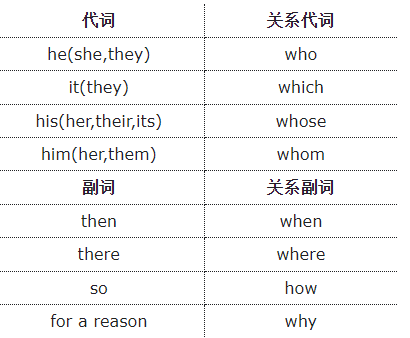 代词 关系代词
he(she,they) who
it(they) which
his(her,their,its) whose
him(her,them) whom
副词 关系副词
then when
there where
so how
for a reason why